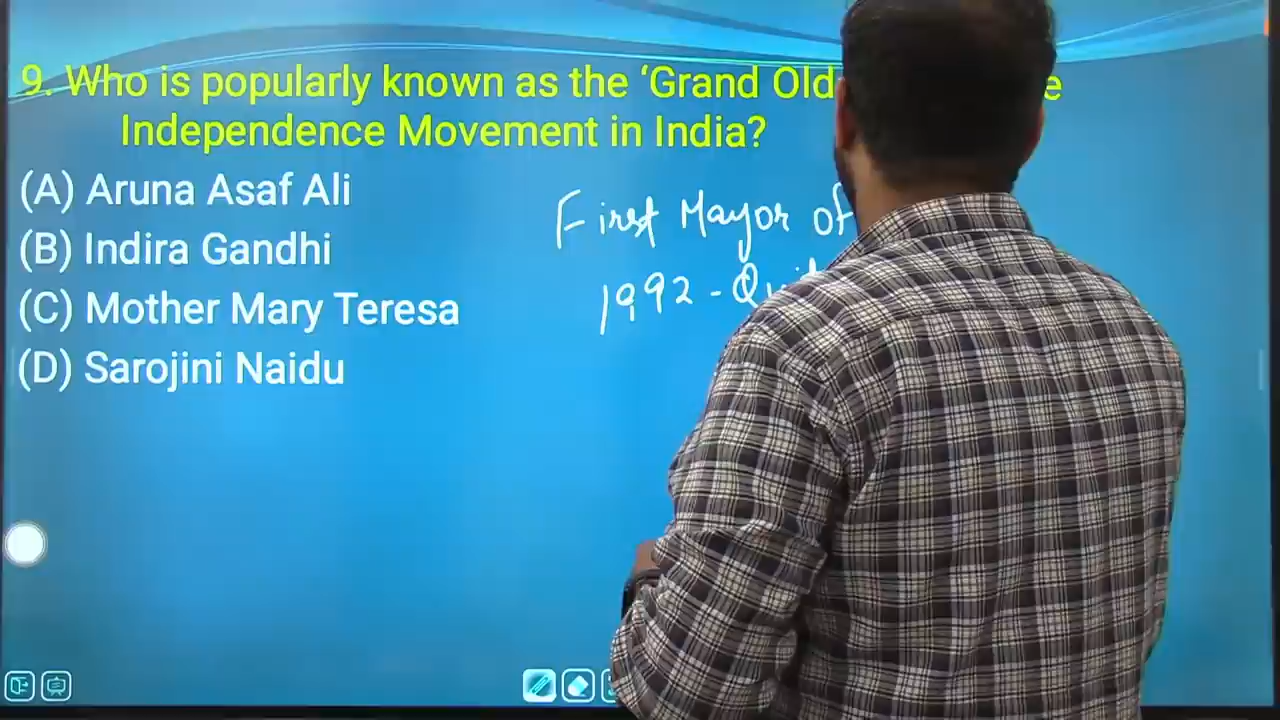 9. Who is popularly known as the ‘Grand Old e
Independence Movement in India?
(A) Aruna Asaf Ali
(B) Indira Gandhi
(C) Mother Mary Teresa
(D) Sarojini Naidu
First Mayor of
1992 - Quit